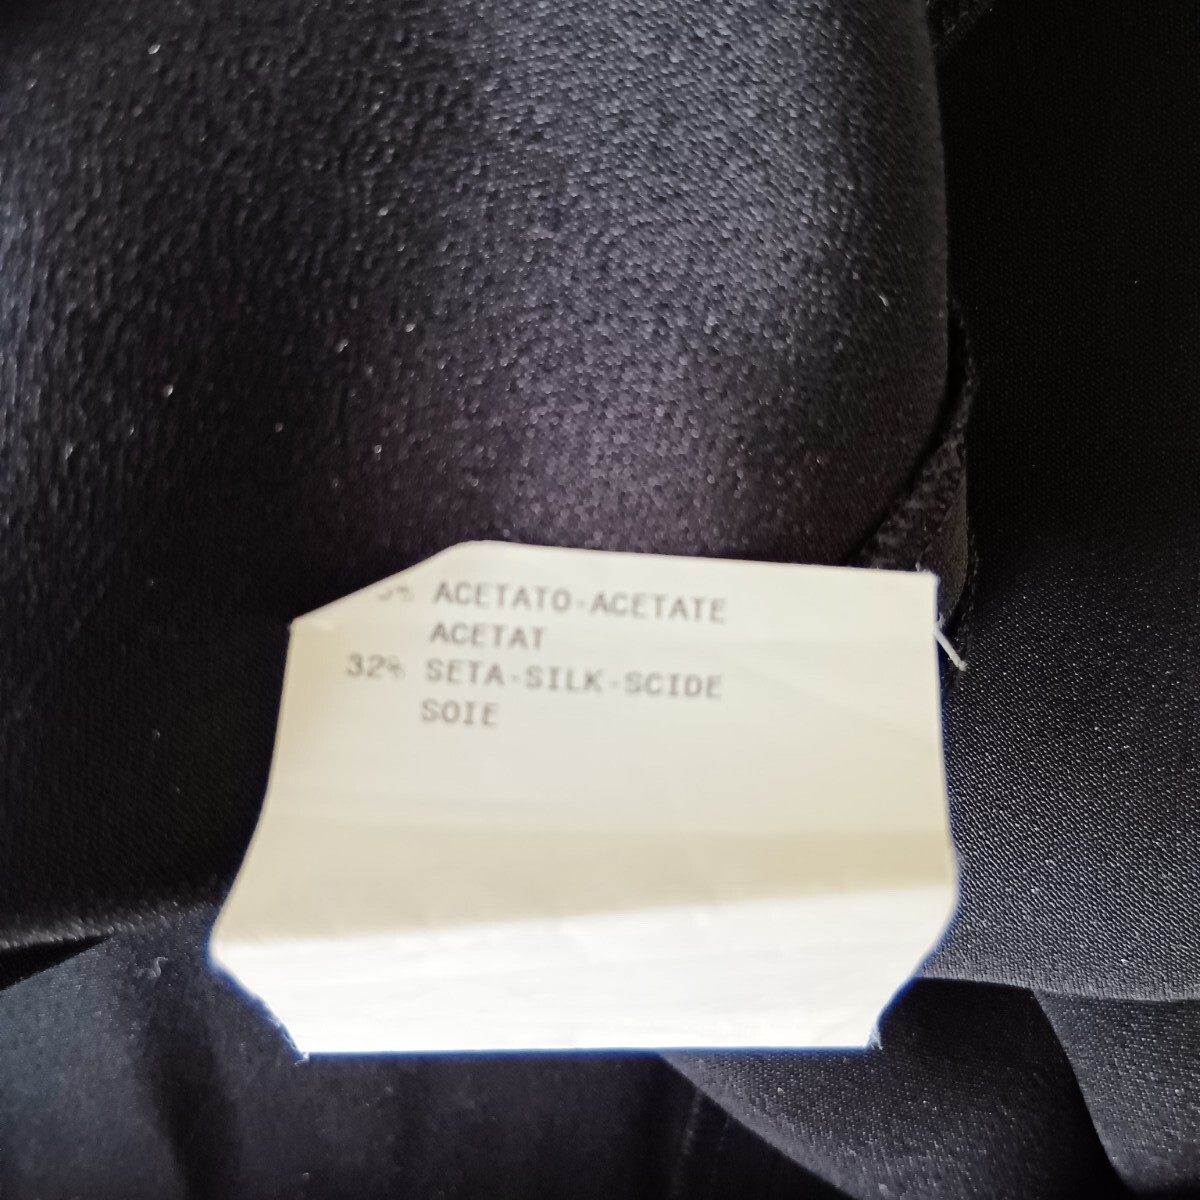 ACETATO-ACETATE
ACETAT
32% SETA-SILK-SCIDE
SOIE